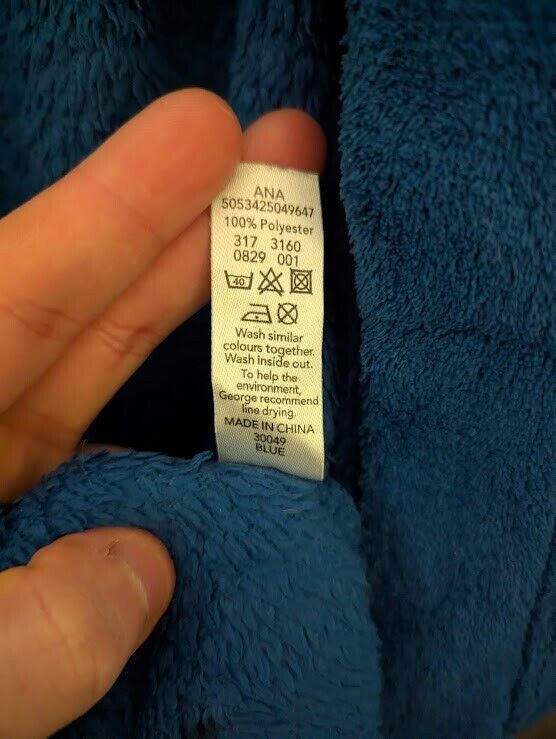 ANA
5053425049647
100% Polyester
317 3160
0829 001
40
Wash similar
colours together.
Wash inside out.
To help the
environment,
George recommend
line drying.
MADE IN CHINA
30049
BLUE